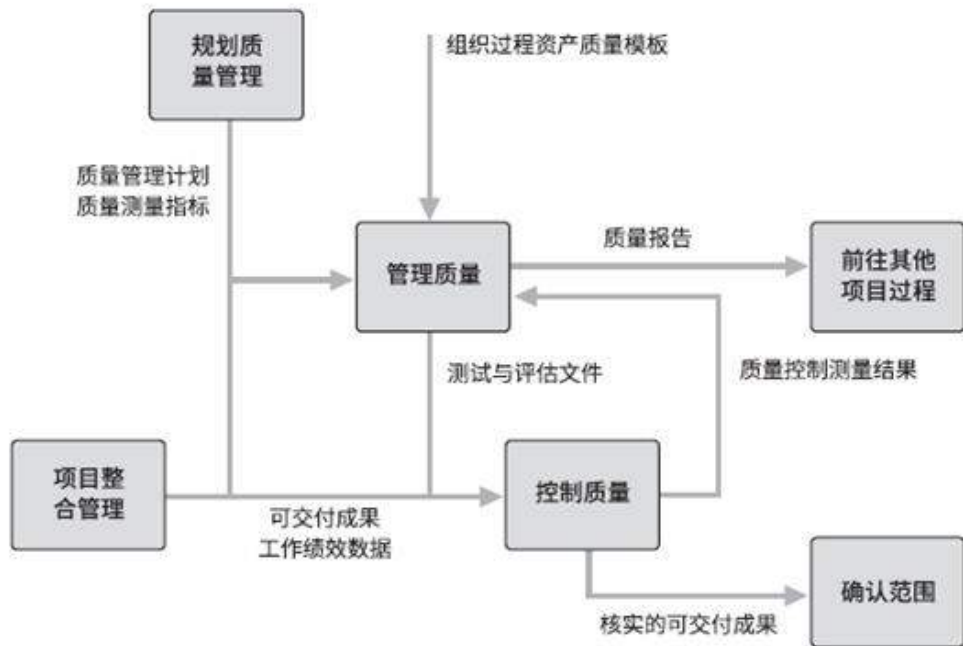 规划质
量管理
组织过程资产质量模板
质量管理计划
质量测量指标
管理质量
质量报告
前往其他
项目过程
测试与评估文件
质量控制测量结果
项目整
合管理
可交付成果
工作绩效数据
控制质量
核实的可交付成果
确认范围